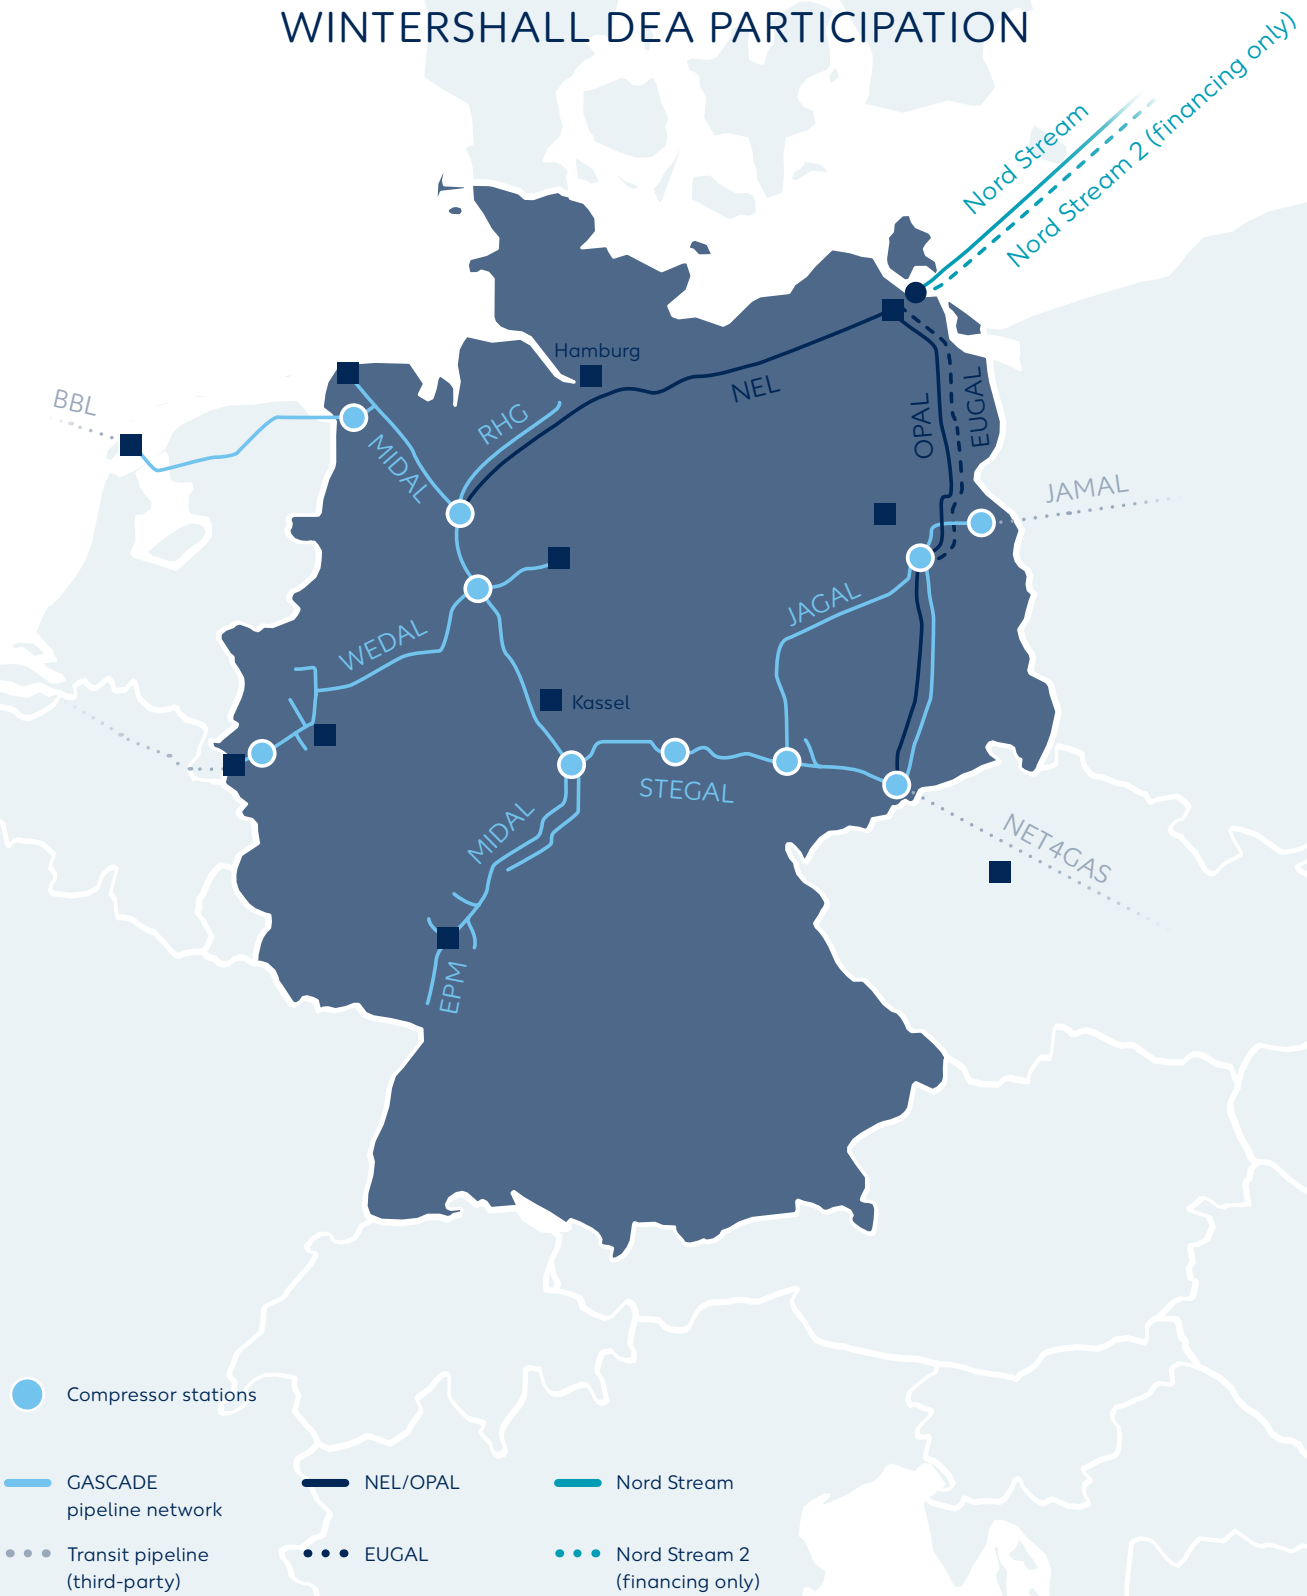 WINTERSHALL DEA PARTICIPATION
Nord Stream
Nord Stream 2 (financing only)
Hamburg
NEL
BBL
RHG
OPAL
EUGAL
MIDAL
JAMAL
JAGAL
WEDAL
Kassel
STEGAL
MIDAL
NET4GAS
EPM
Compressor stations
GASCADE
pipeline network
NEL/OPAL
Nord Stream
Transit pipeline
(third-party)
EUGAL
Nord Stream 2
(financing only)